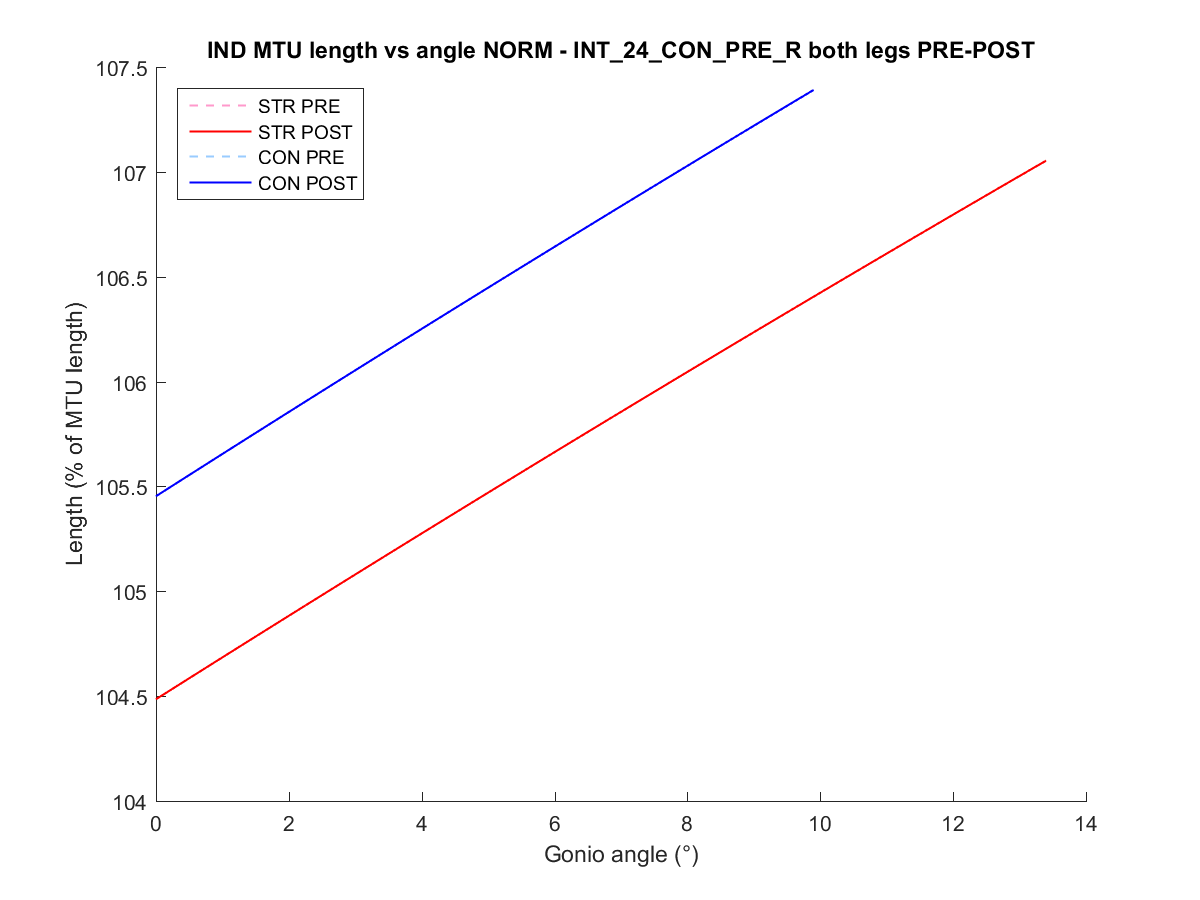 IND MTU length vs angle NORM - INT_24_CON_PRE_R both legs PRE-POST
107.5
107
106.5
106
105.5
105
104.5
104
Length (% of MTU length)
STR PRE
STR POST
CON PRE
CON POST
0 2 4 6 8 10 12 14
Gonio angle (°)